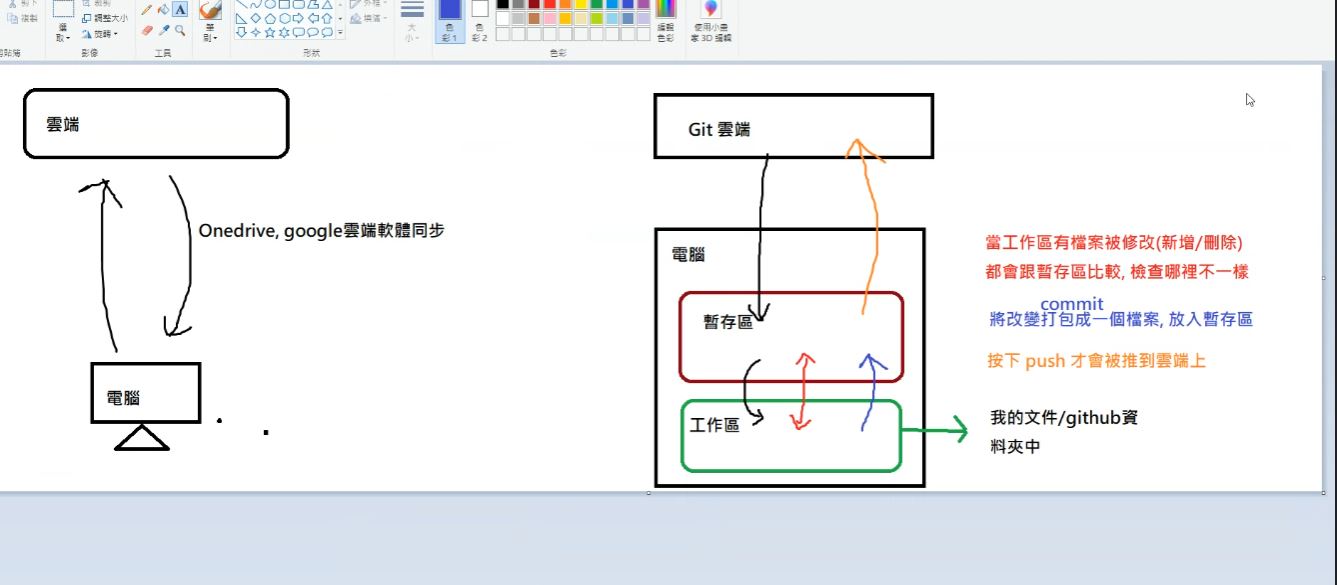 剪下
複製
剪貼簿
選
取
裁剪
調整大小
旋轉
影像
A
工具
筆
刷
外框
填滿
形狀
大
小
色
彩1
色
彩2
編輯
色彩
色彩
使用小畫
家 3D 編輯
雲端
Onedrive, google雲端軟體同步
電腦
Git 雲端
電腦
暫存區
工作區
當工作區有檔案被修改(新增/刪除)
都會跟暫存區比較, 檢查哪裡不一樣
commit
將改變打包成一個檔案, 放入暫存區
按下 push 才會被推到雲端上
我的文件/github資
料夾中